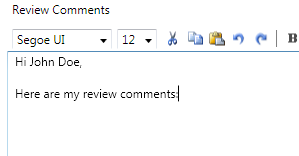 Review Comments
Segoe UI 12 B
Hi John Doe,
Here are my review comments: